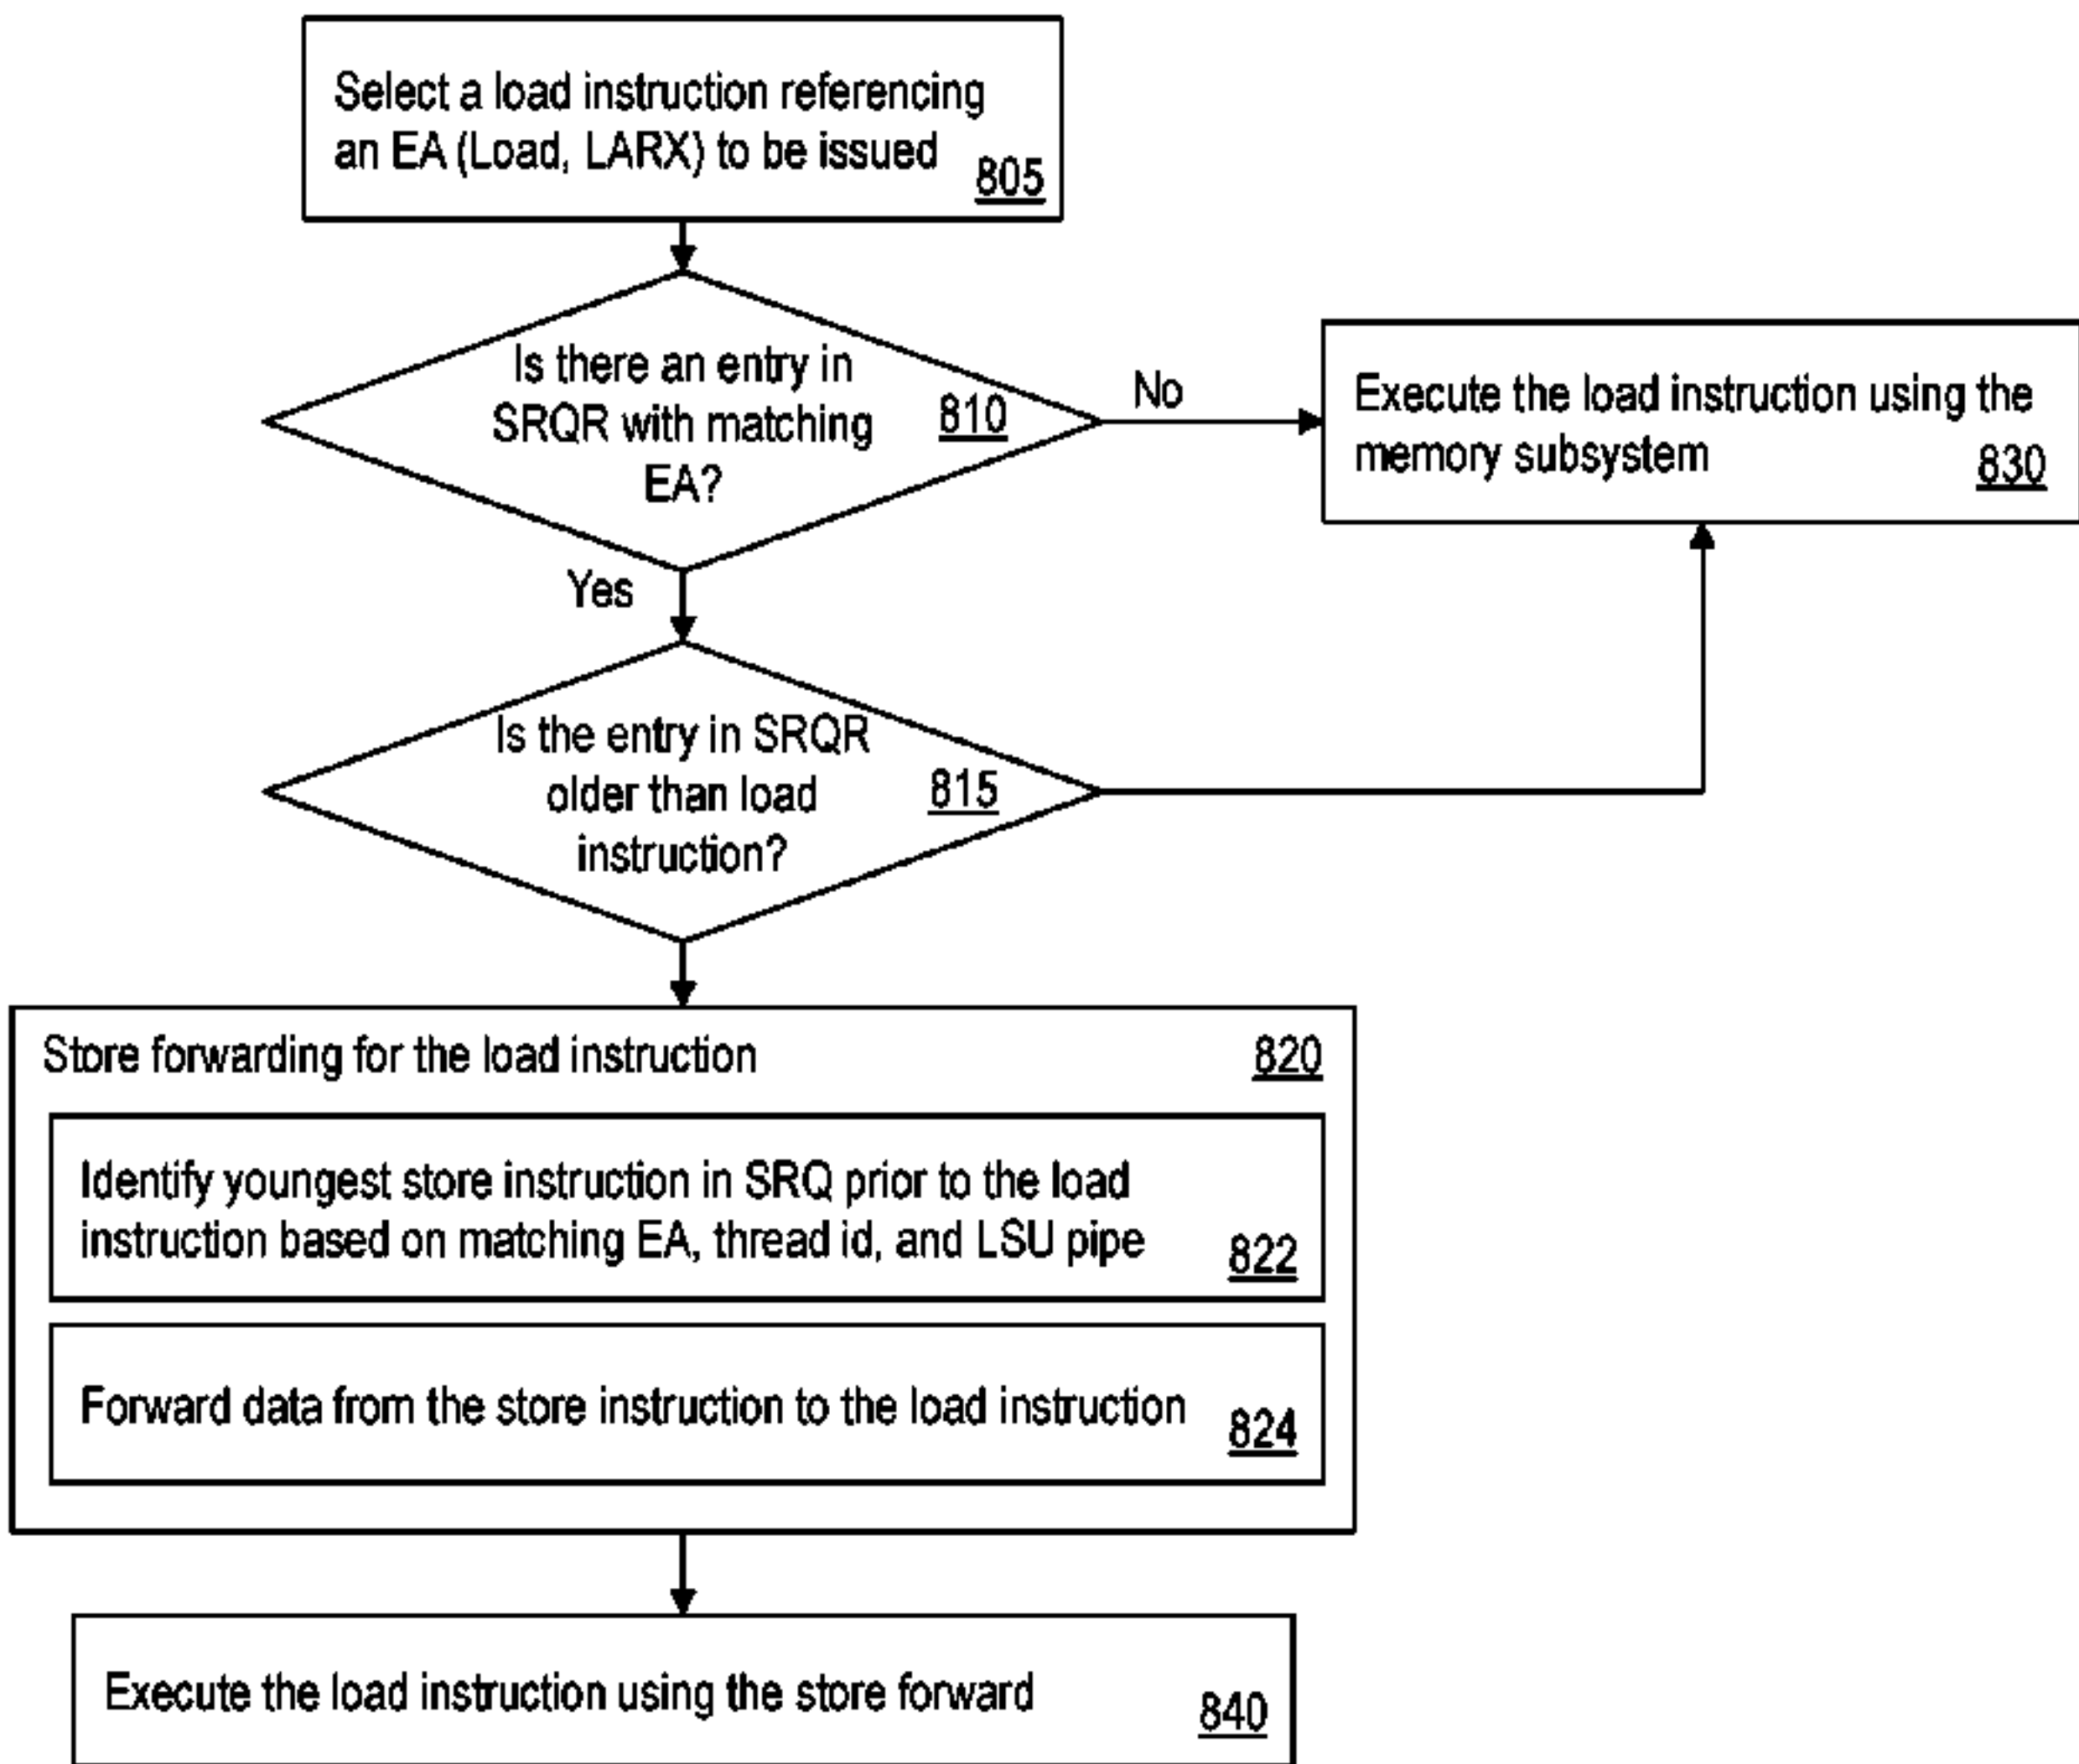 Select a load instruction referencing
an EA (Load, LARX) to be issued
805
Is there an entry in
SRQR with matching
EA?
810
No
Execute the load instruction using the
memory subsystem
830
Yes
Is the entry in SRQR
older than load
instruction?
815
Store forwarding for the load instruction
820
Identify youngest store instruction in SRQ prior to the load
instruction based on matching EA, thread id, and LSU pipe
822
Forward data from the store instruction to the load instruction
824
Execute the load instruction using the store forward
840